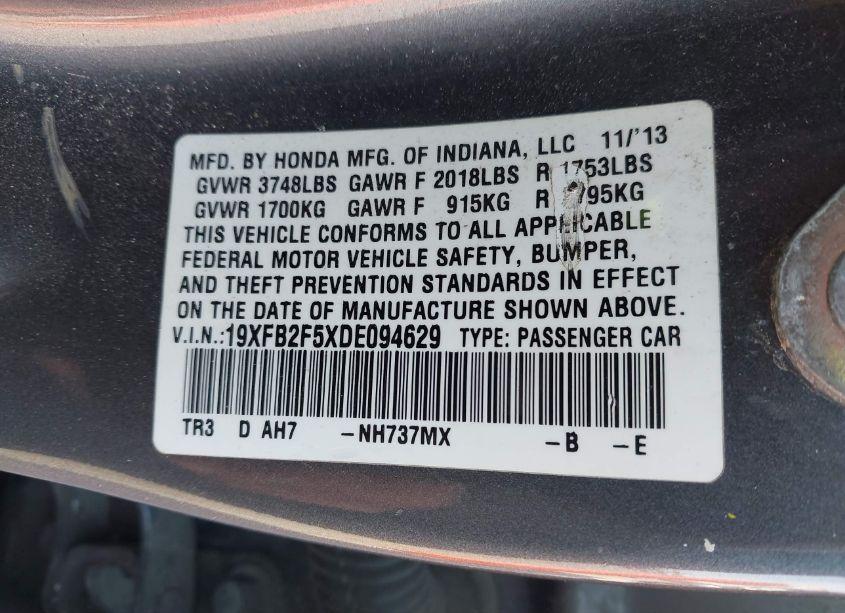 MFD. BY HONDA MFG. OF INDIANA, LLC 11/'13
GVWR 3748LBS GAWR F 2018LBS R 1753LBS
GVWR 1700KG GAWR F 915KG R 795KG
THIS VEHICLE CONFORMS TO ALL APPLICABLE
FEDERAL MOTOR VEHICLE SAFETY, BUMPER,
AND THEFT PREVENTION STANDARDS IN EFFECT
ON THE DATE OF MANUFACTURE SHOWN ABOVE.
V.I.N.:19XFB2F5XDE094629 TYPE: PASSENGER CAR
TR3 D AH7 -NH737MX -B -E